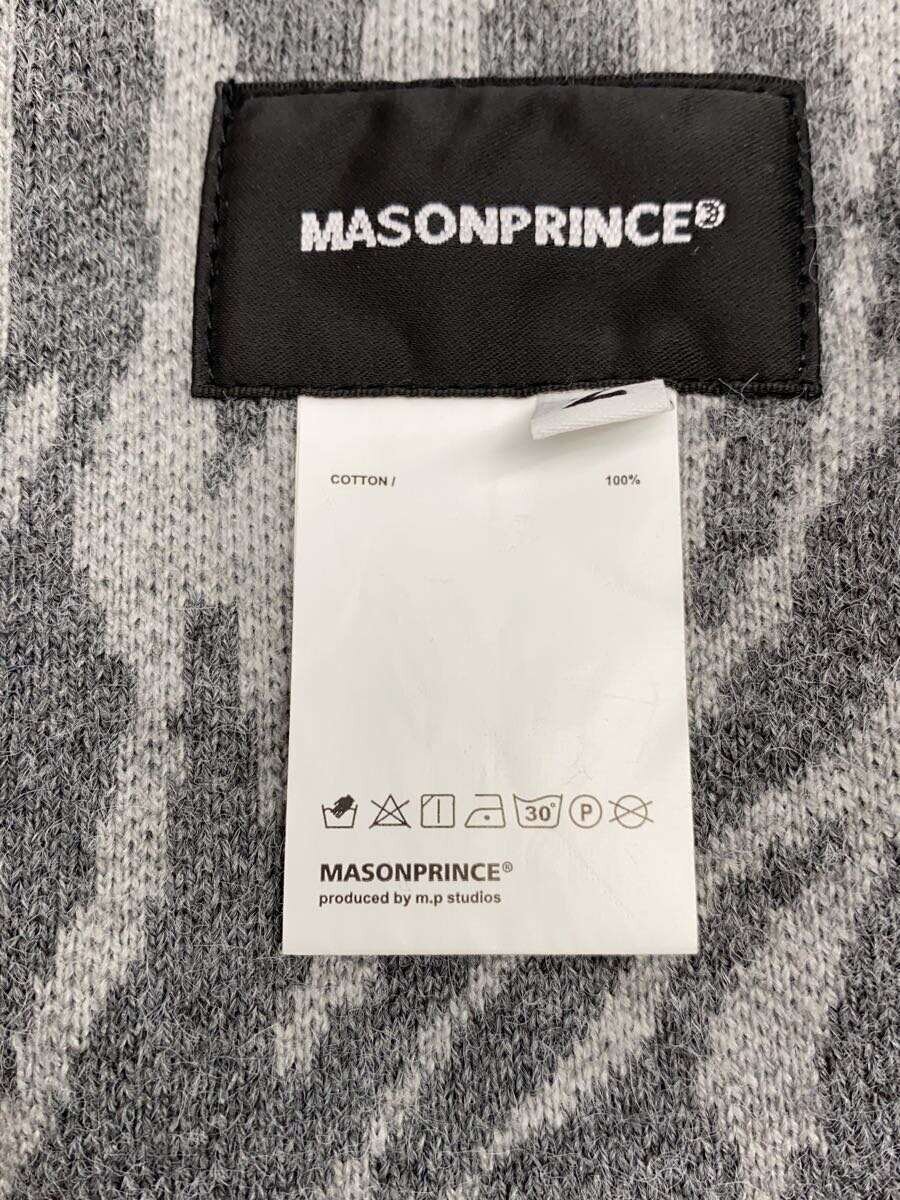 MASONPRINCE®
COTTON / 100%
30° P
MASONPRINCE®
produced by m.p studios